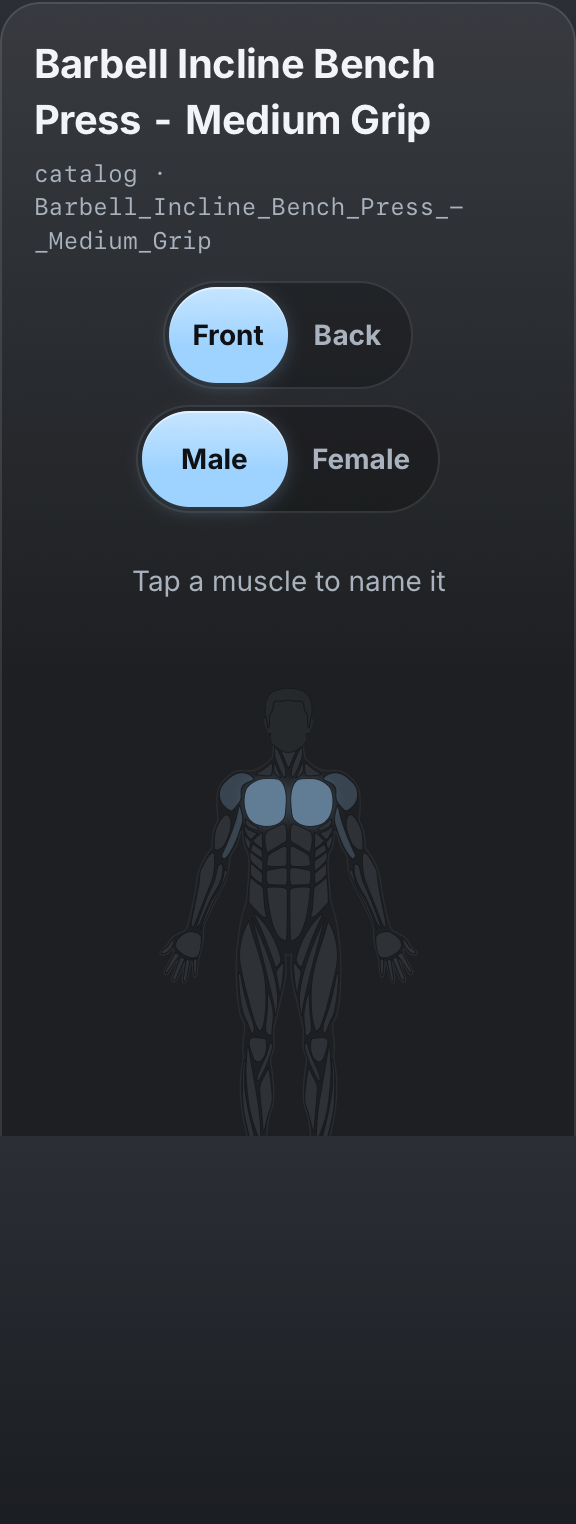 Barbell Incline Bench
Press - Medium Grip
catalog ·
Barbell_Incline_Bench_Press_-
_Medium_Grip
Front Back
Male Female
Tap a muscle to name it